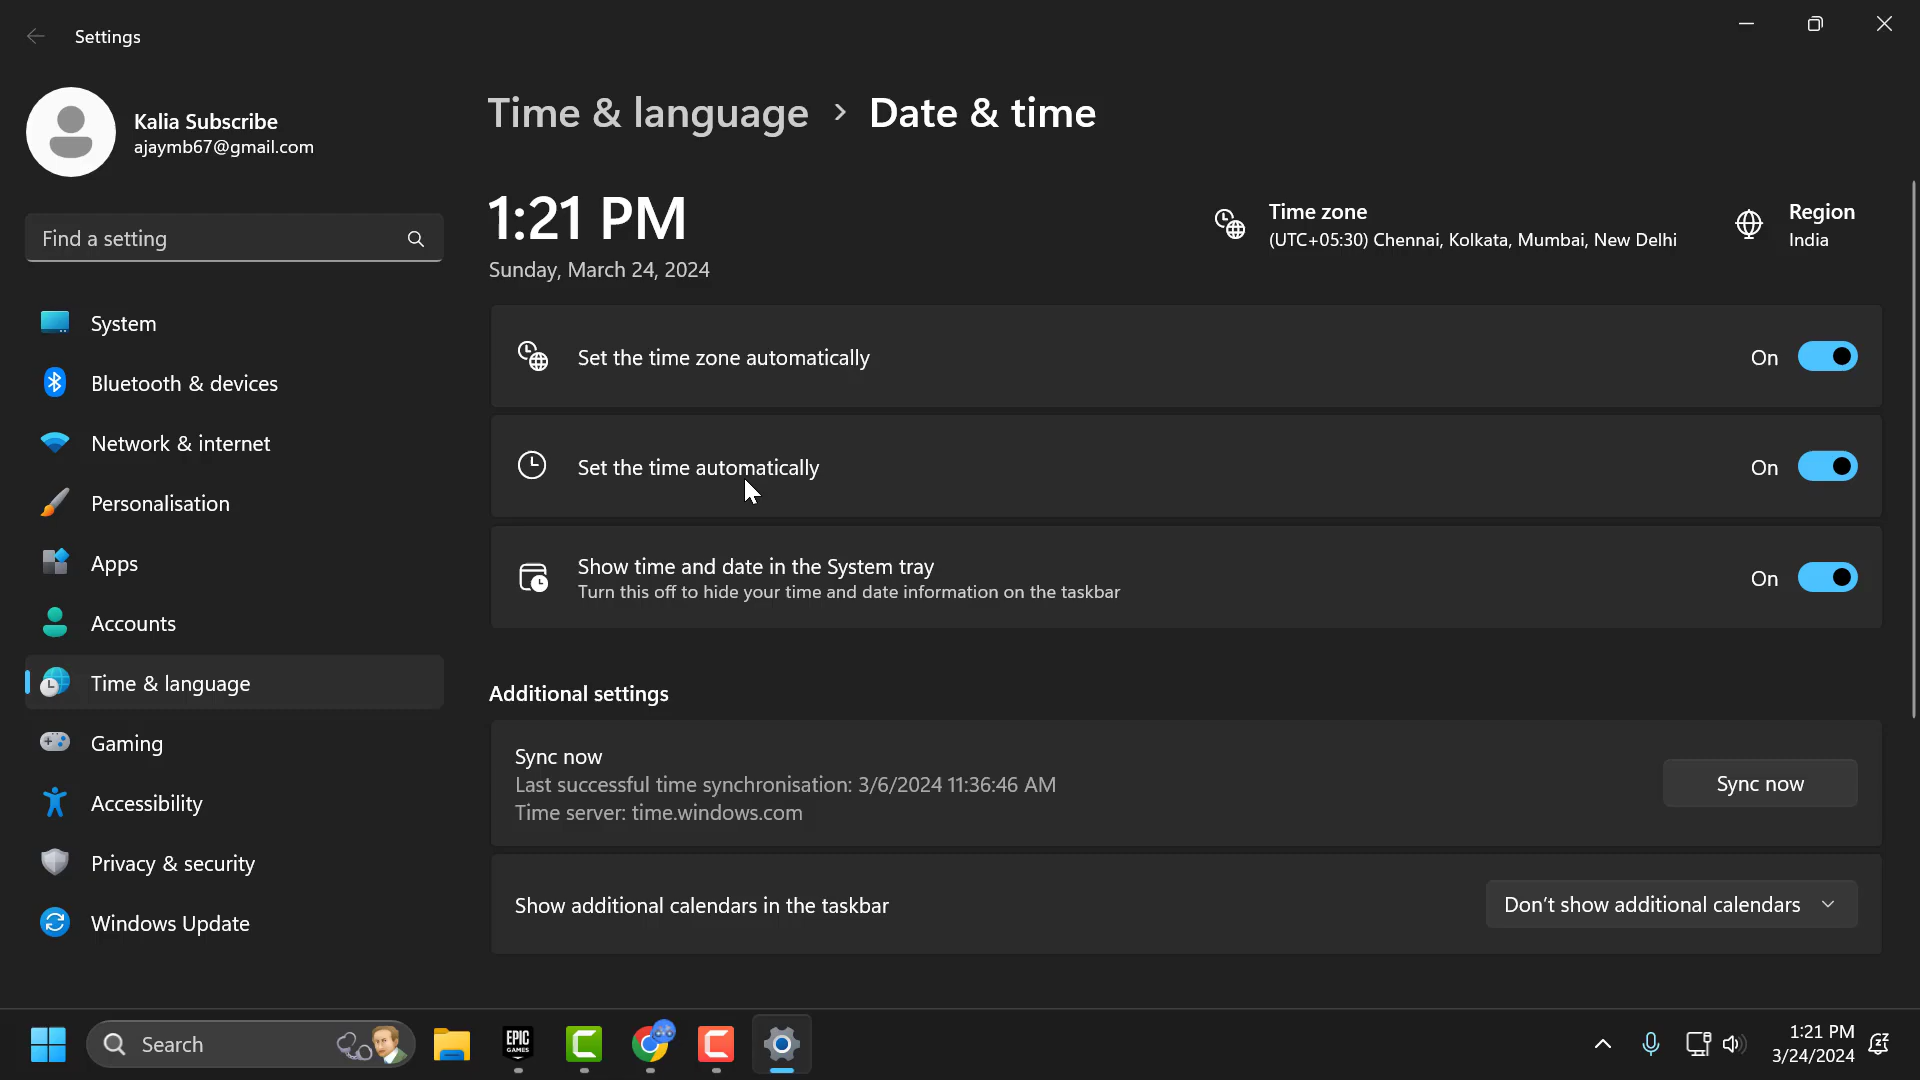 Settings
Kalia Subscribe
ajaymb67@gmail.com
Find a setting
System
Bluetooth & devices
Network & internet
Personalisation
Apps
Accounts
Time & language
Gaming
Accessibility
Privacy & security
Windows Update
Time & language > Date & time
1:21 PM
Sunday, March 24, 2024
Time zone
(UTC+05:30) Chennai, Kolkata, Mumbai, New Delhi
Region
India
Set the time zone automatically On
Set the time automatically On
Show time and date in the System tray
Turn this off to hide your time and date information on the taskbar
On
Additional settings
Sync now
Last successful time synchronisation: 3/6/2024 11:36:46 AM
Time server: time.windows.com
Sync now
Show additional calendars in the taskbar Don't show additional calendars
Search
EPIC
GAMES
1:21 PM
3/24/2024